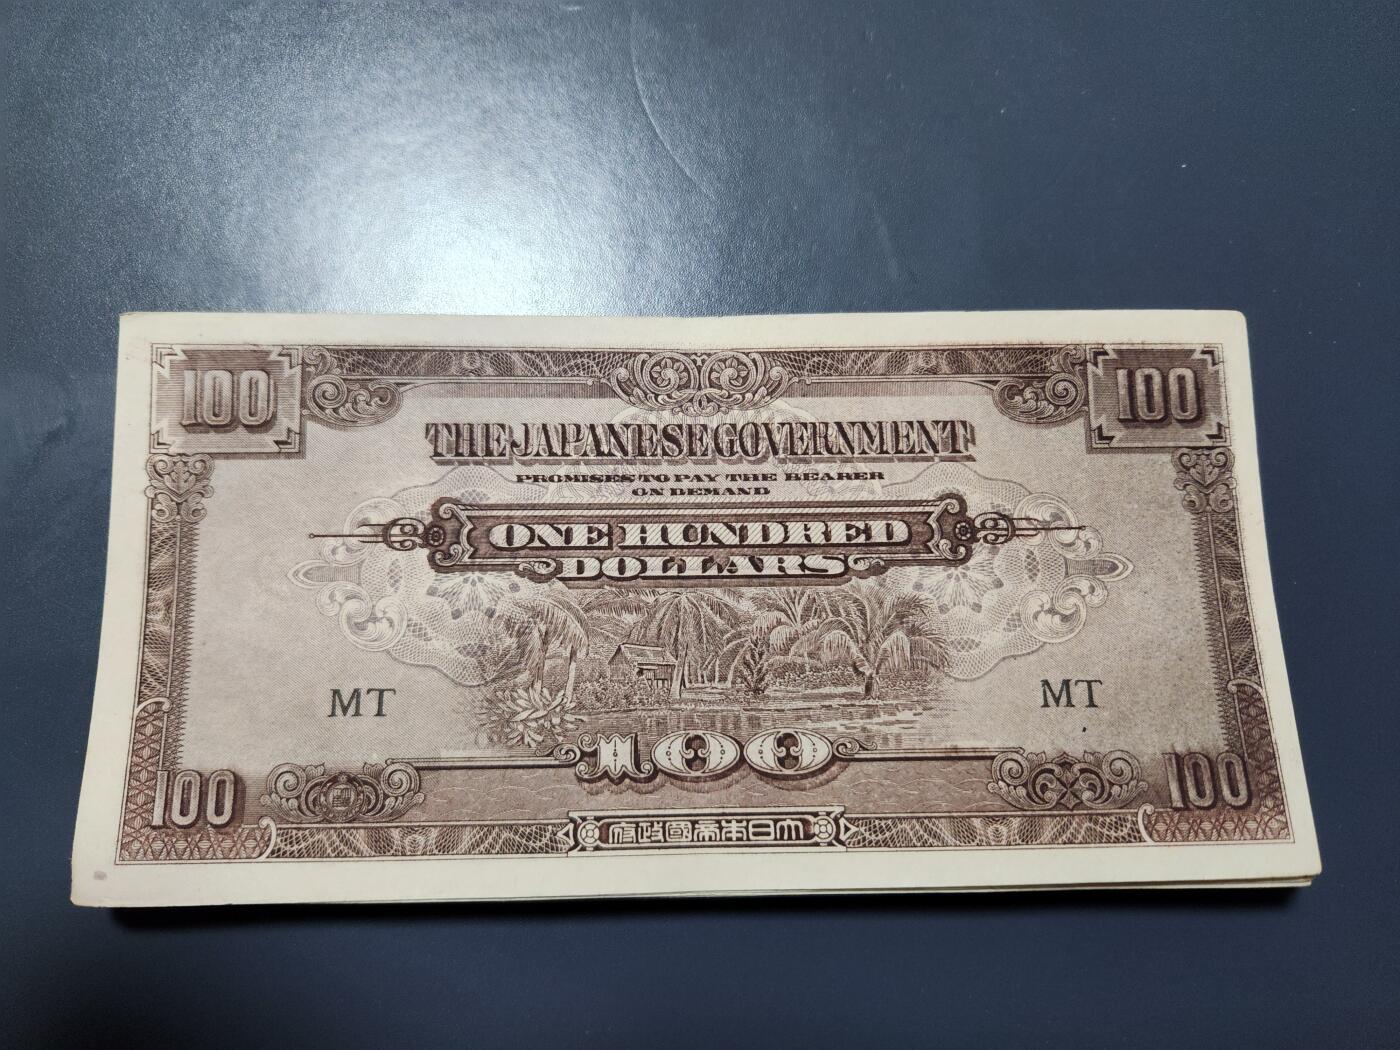 100 100
THE JAPANESE GOVERNMENT
PROMISES TO PAY THE BEARER
ON DEMAND
ONE HUNDRED
DOLLARS
MT MT
100
100 100
府政國帝本日大